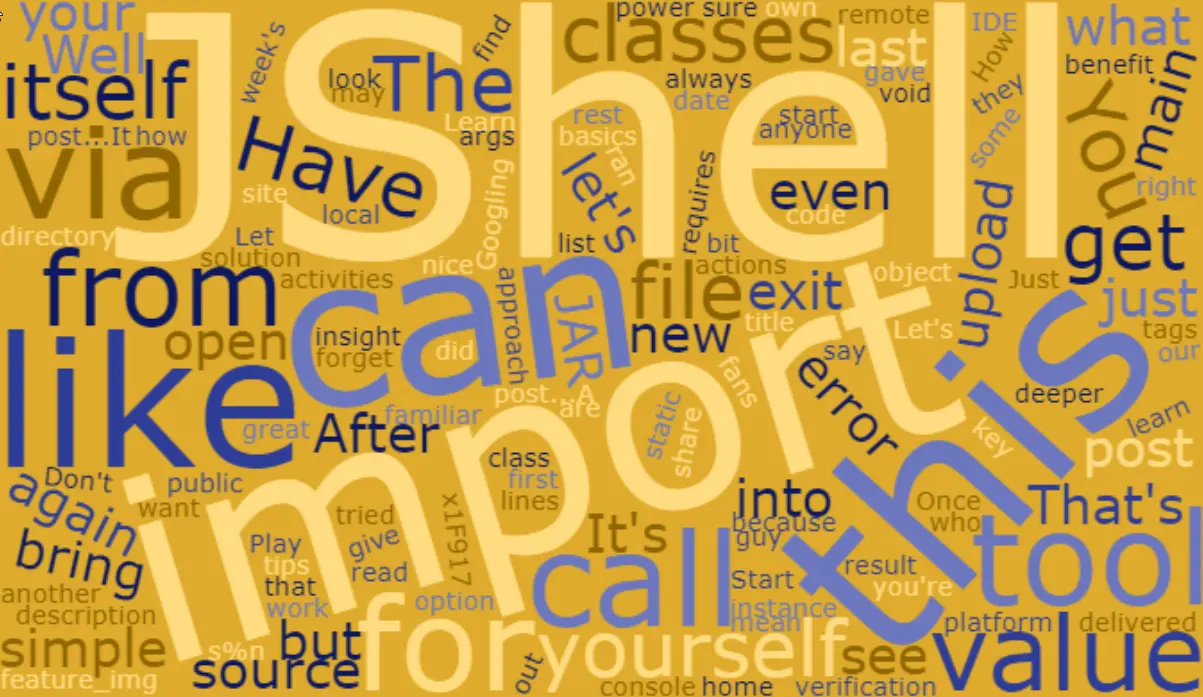 your
Well
itself
post...It how
via
week's
JShell
find
look
may
The
Learn
args
Have
site
local
directory
Let
solution
activities
from
power sure own
classes
remote
last
always
date
gave
void
rest
basics
start
anyone
ran
let's
Googling
requires
even
code
list
bit
actions
nice
IDE
How
they
some
what
benefit
main
You
right
upload
get
object
Just
just
tags
our
open
insight
forget
can
did
approach
JAR
file
exit
new
title
Let's
say
error
like
great
familiar
After
post...A
are
fans
static
share
import
this
deeper
learn
key
post
Don't
public
want
again
bring
another
description
simple
feature_img
class
first
lines
tried
give
read
x1F917
Play
tips
that
work
option
but
s%n
source
for
It's
call
into
because
guy
Start
instance
mean
result
you're
Once
who
That's
tool
platform
delivered
out
yourself
see
value
console home verification